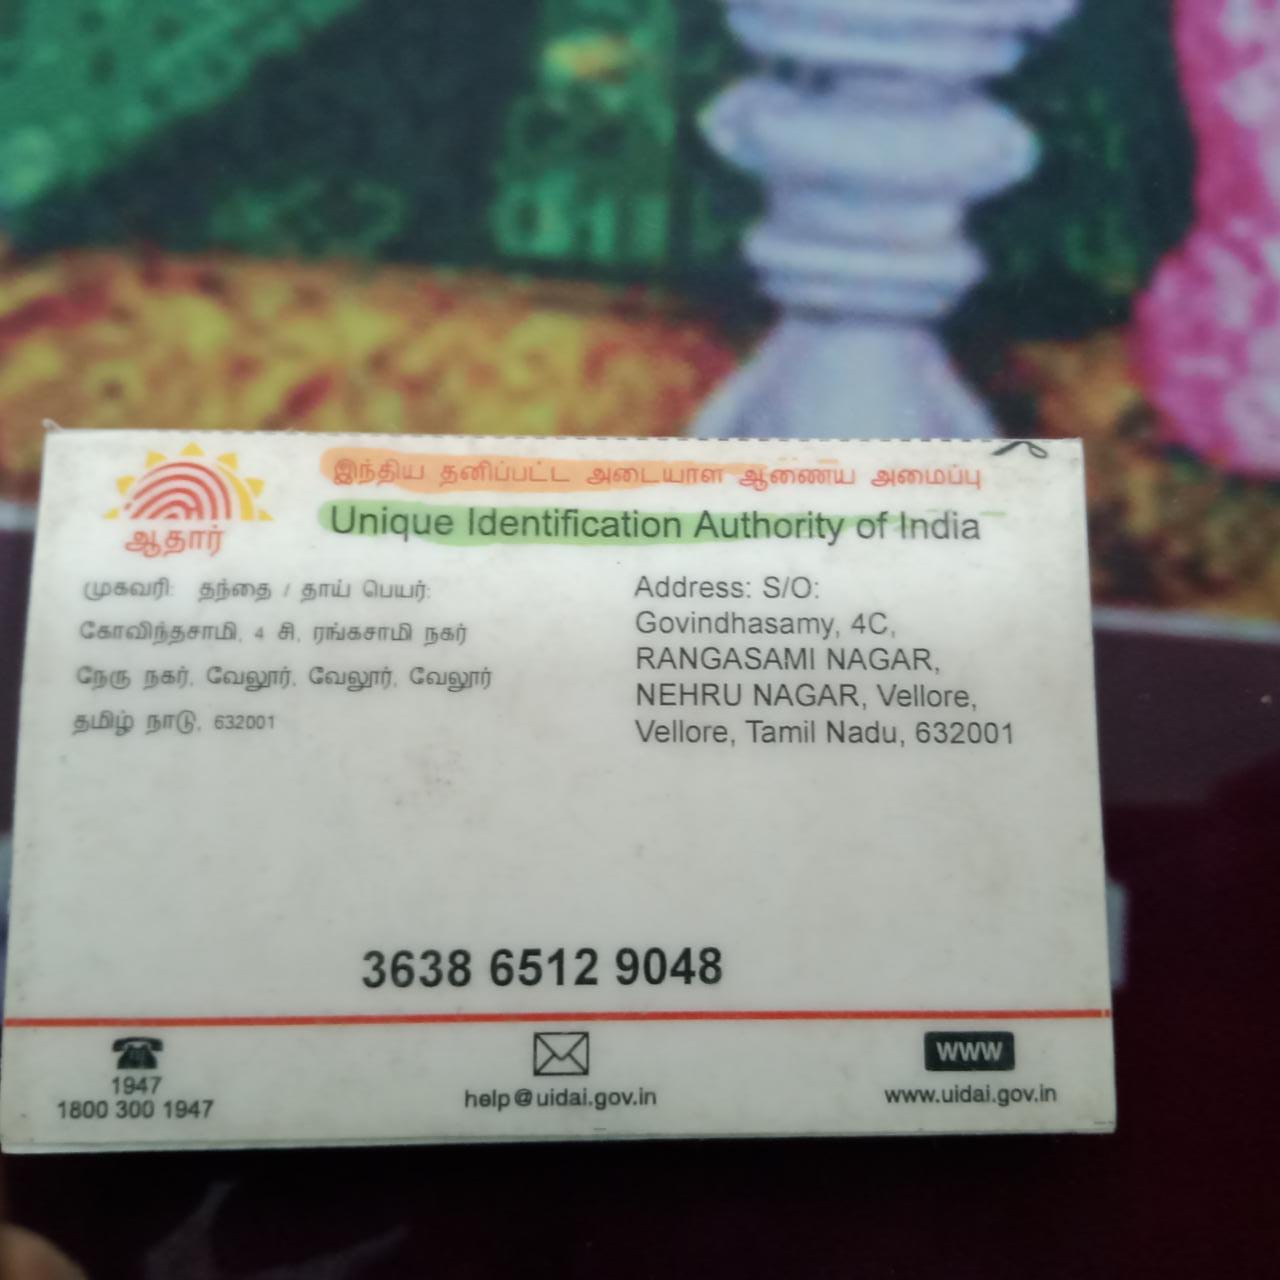 இந்திய தனிப்பட்ட அடையாள ஆணைய அமைப்பு
Unique Identification Authority of India
ஆதார்
முகவரி: தந்தை / தாய் பெயர்:
கோவிந்தசாமி, 4 சி, ரங்கசாமி நகர்
நேரு நகர், வேலூர், வேலூர், வேலூர்
தமிழ் நாடு, 632001
Address: S/O:
Govindhasamy, 4C,
RANGASAMI NAGAR,
NEHRU NAGAR, Vellore,
Vellore, Tamil Nadu, 632001
3638 6512 9048
1947
1800 300 1947
help@uidai.gov.in
WWW
www.uidai.gov.in